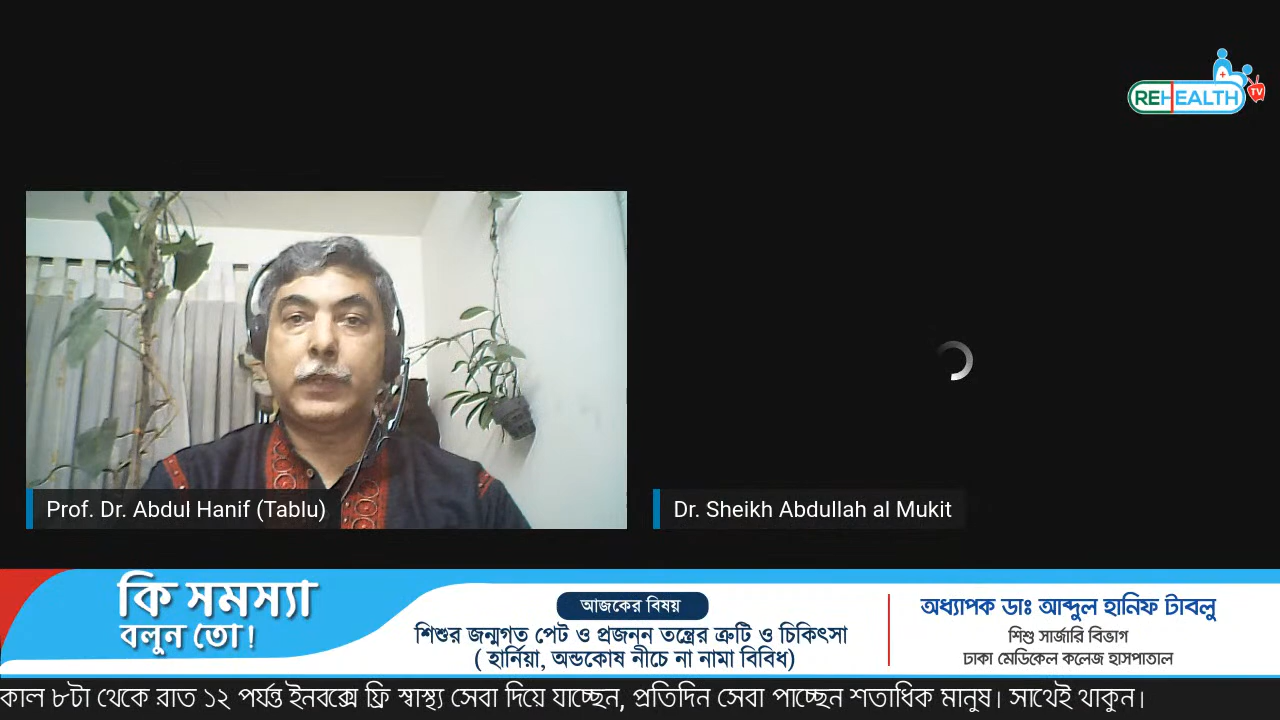 REHEALTH TV
Prof. Dr. Abdul Hanif (Tablu)
Dr. Sheikh Abdullah al Mukit
কি সমস্যা
বলুন তো!
আজকের বিষয়
শিশুর জন্মগত পেট ও প্রজনন তন্ত্রের ত্রুটি ও চিকিৎসা
( হার্নিয়া, অন্ডকোষ নীচে না নামা বিবিধ)
অধ্যাপক ডাঃ আব্দুল হানিফ টাবলু
শিশু সার্জারি বিভাগ
ঢাকা মেডিকেল কলেজ হাসপাতাল
কাল ৮টা থেকে রাত ১২ পর্যন্ত ইনবক্সে ফ্রি স্বাস্থ্য সেবা দিয়ে যাচ্ছেন, প্রতিদিন সেবা পাচ্ছেন শতাধিক মানুষ। সাথেই থাকুন।